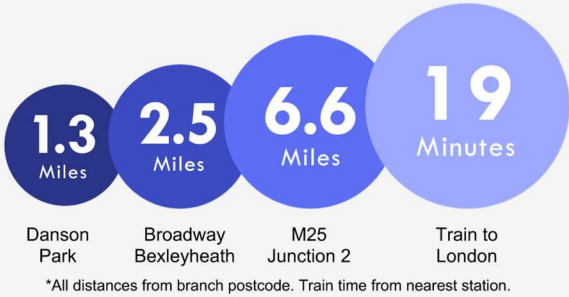 1.3
Miles
2.5
Miles
6.6
Miles
19
Minutes
Danson
Park
Broadway
Bexleyheath
M25
Junction 2
Train to
London
*All distances from branch postcode. Train time from nearest station.